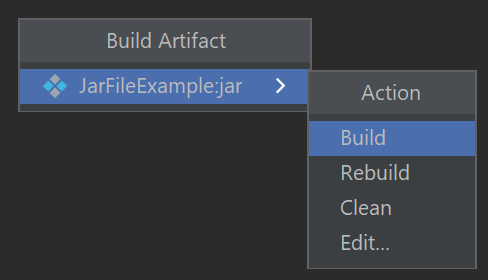 Build Artifact
JarFileExample:jar
Action
Build
Rebuild
Clean
Edit...